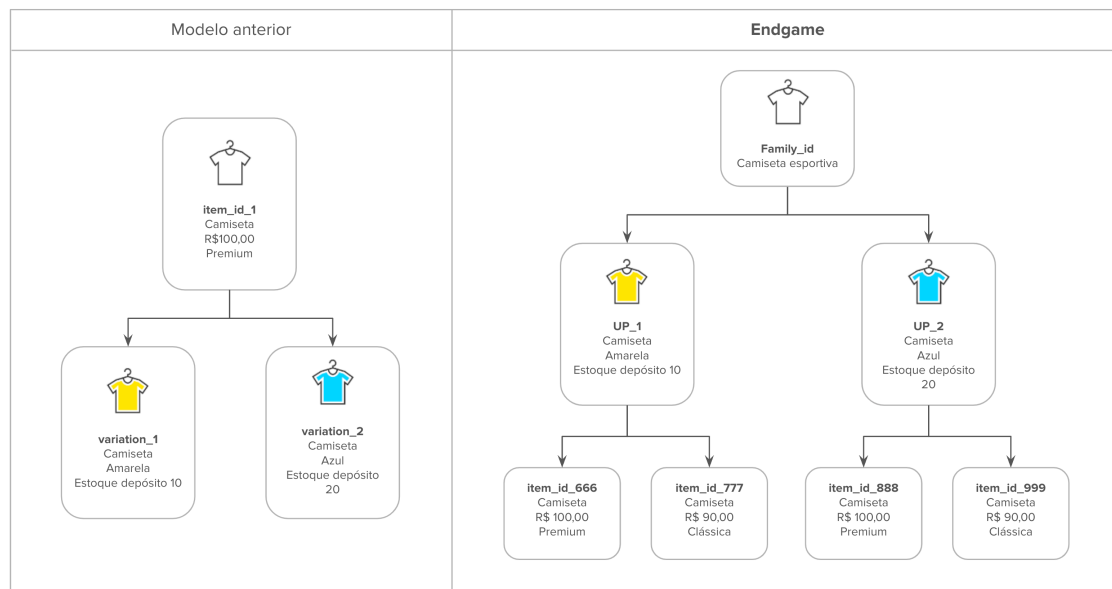 Modelo anterior
Endgame
item_id_1
Camiseta
R$100,00
Premium
variation_1
Camiseta
Amarela
Estoque depósito 10
variation_2
Camiseta
Azul
Estoque depósito
20
Family_id
Camiseta esportiva
UP_1
Camiseta
Amarela
Estoque depósito 10
UP_2
Camiseta
Azul
Estoque depósito
20
item_id_666
Camiseta
R$ 100,00
Premium
item_id_777
Camiseta
R$ 90,00
Clássica
item_id_888
Camiseta
R$ 100,00
Premium
item_id_999
Camiseta
R$ 90,00
Clássica